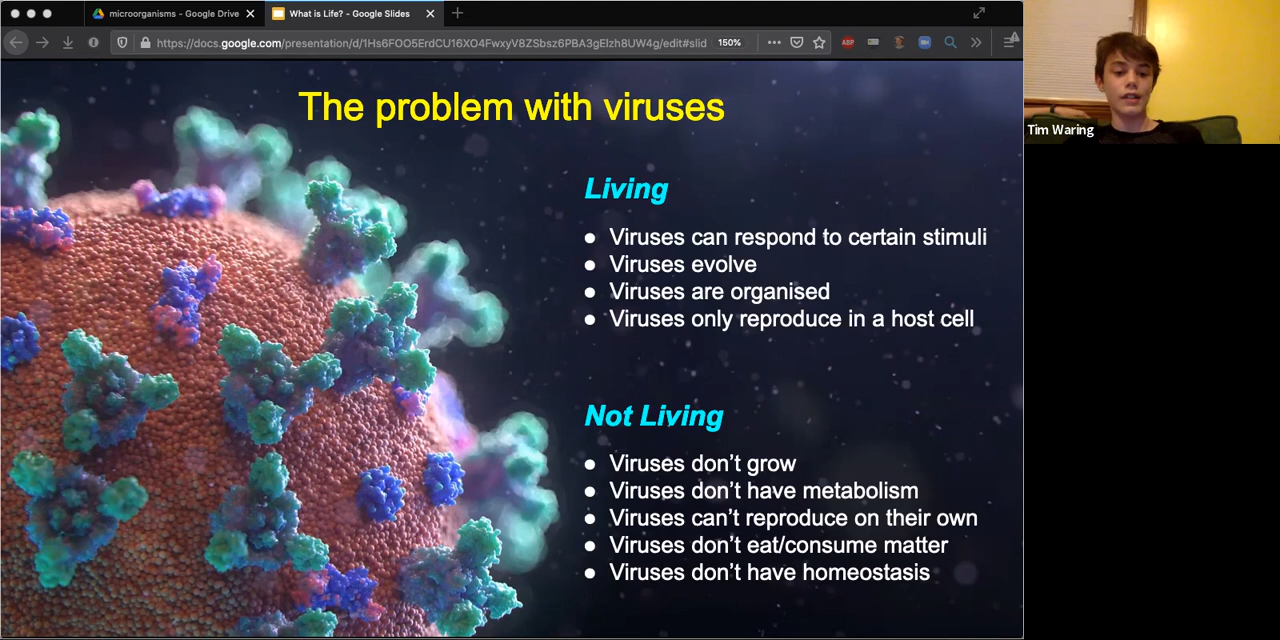 microorganisms - Google Drive
What is Life? - Google Slides
https://docs.google.com/presentation/d/1Hs6FOO5ErdCU16XO4FwxyV8ZSbsz6PBA3gElzh8UW4g/edit#slid
150%
ABP
Tim Waring
The problem with viruses
Living
● Viruses can respond to certain stimuli
● Viruses evolve
● Viruses are organised
● Viruses only reproduce in a host cell
Not Living
● Viruses don't grow
● Viruses don't have metabolism
● Viruses can't reproduce on their own
● Viruses don't eat/consume matter
● Viruses don't have homeostasis